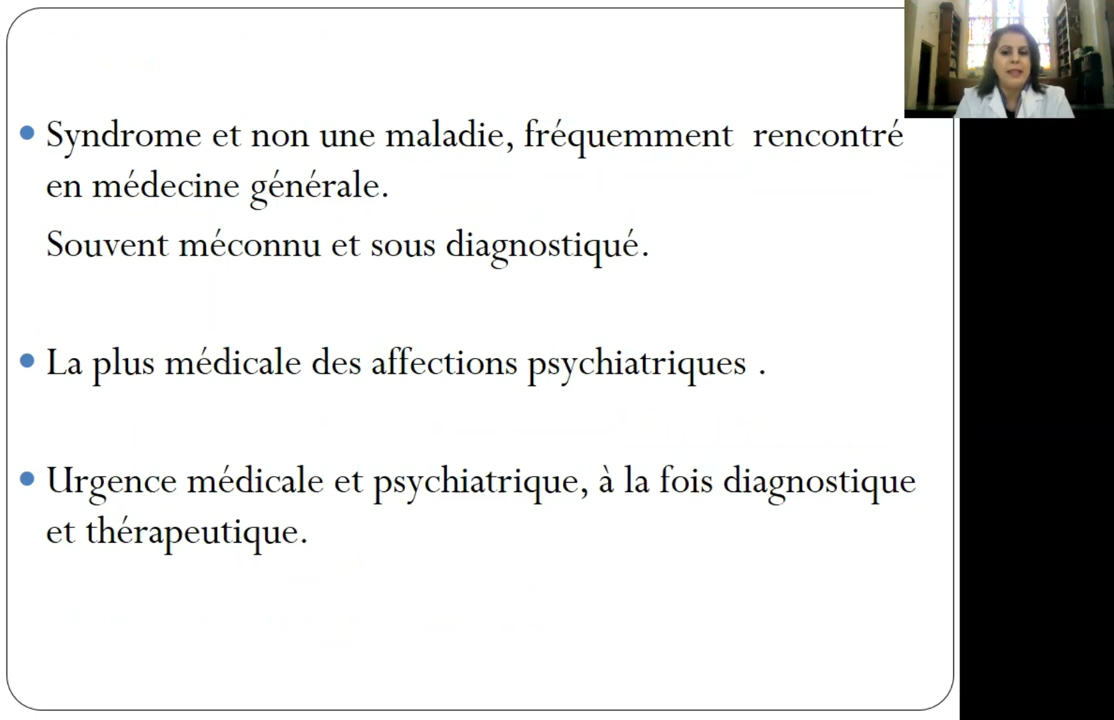 Syndrome et non une maladie, fréquemment rencontré
en médecine générale.
Souvent méconnu et sous diagnostiqué.
La plus médicale des affections psychiatriques .
Urgence médicale et psychiatrique, à la fois diagnostique
et thérapeutique.